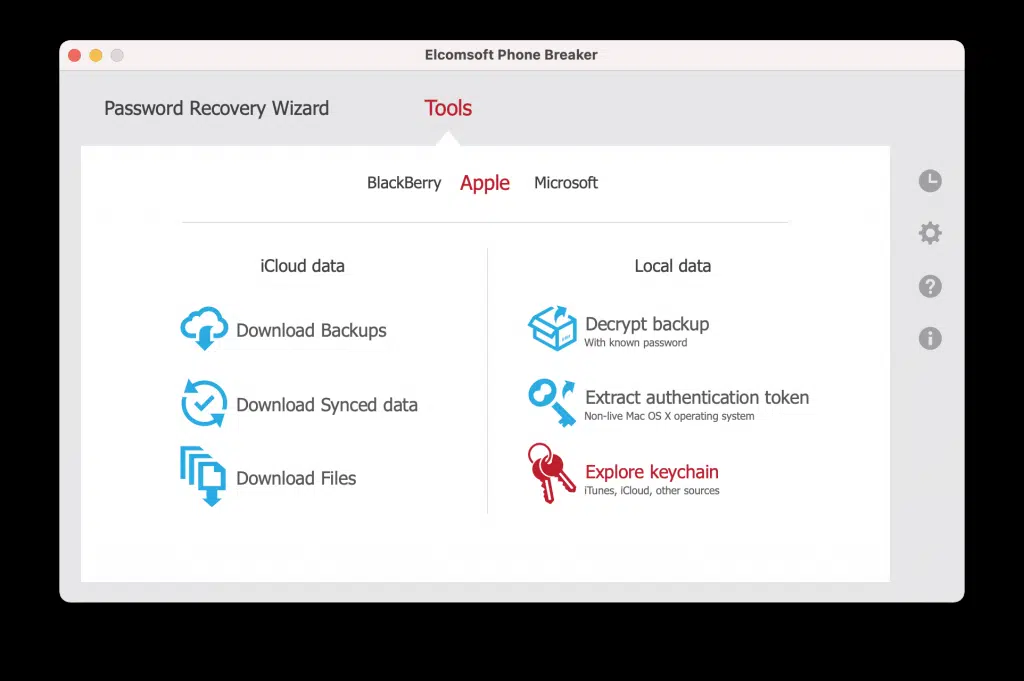 Elcomsoft Phone Breaker
Password Recovery Wizard
Tools
BlackBerry
Apple
Microsoft
iCloud data
Download Backups
Download Synced data
Download Files
Local data
Decrypt backup
With known password
Extract authentication token
Non-live Mac OS X operating system
Explore keychain
iTunes, iCloud, other sources